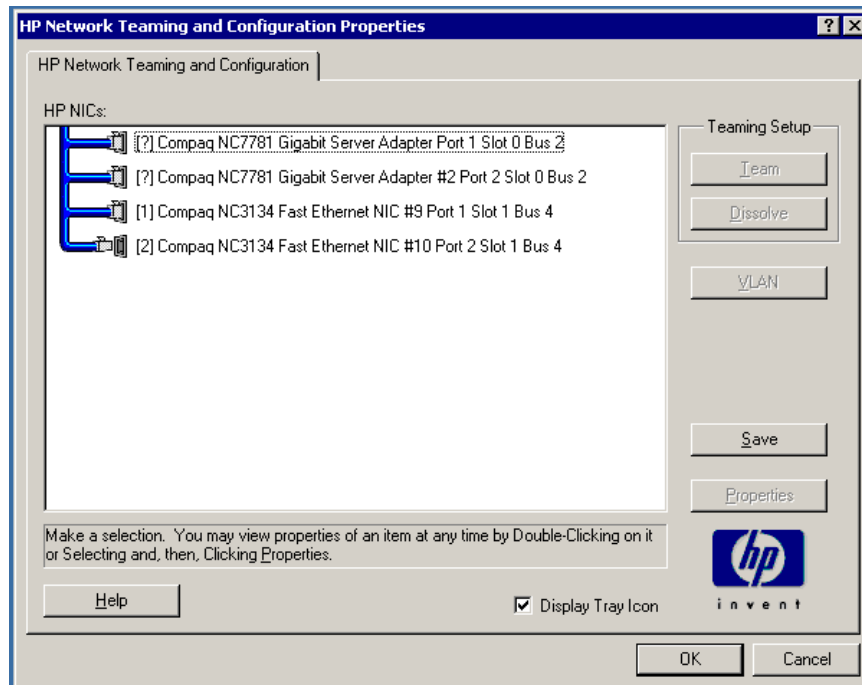 HP Network Teaming and Configuration Properties
HP Network Teaming and Configuration
HP NICs:
[?] Compaq NC7781 Gigabit Server Adapter Port 1 Slot 0 Bus 2
[?] Compaq NC7781 Gigabit Server Adapter #2 Port 2 Slot 0 Bus 2
[1] Compaq NC3134 Fast Ethernet NIC #9 Port 1 Slot 1 Bus 4
[2] Compaq NC3134 Fast Ethernet NIC #10 Port 2 Slot 1 Bus 4
Teaming Setup
Team
Dissolve
VLAN
Save
Properties
Make a selection. You may view properties of an item at any time by Double-Clicking on it
or Selecting and, then, Clicking Properties.
hp
invent
Help
Display Tray Icon
OK
Cancel